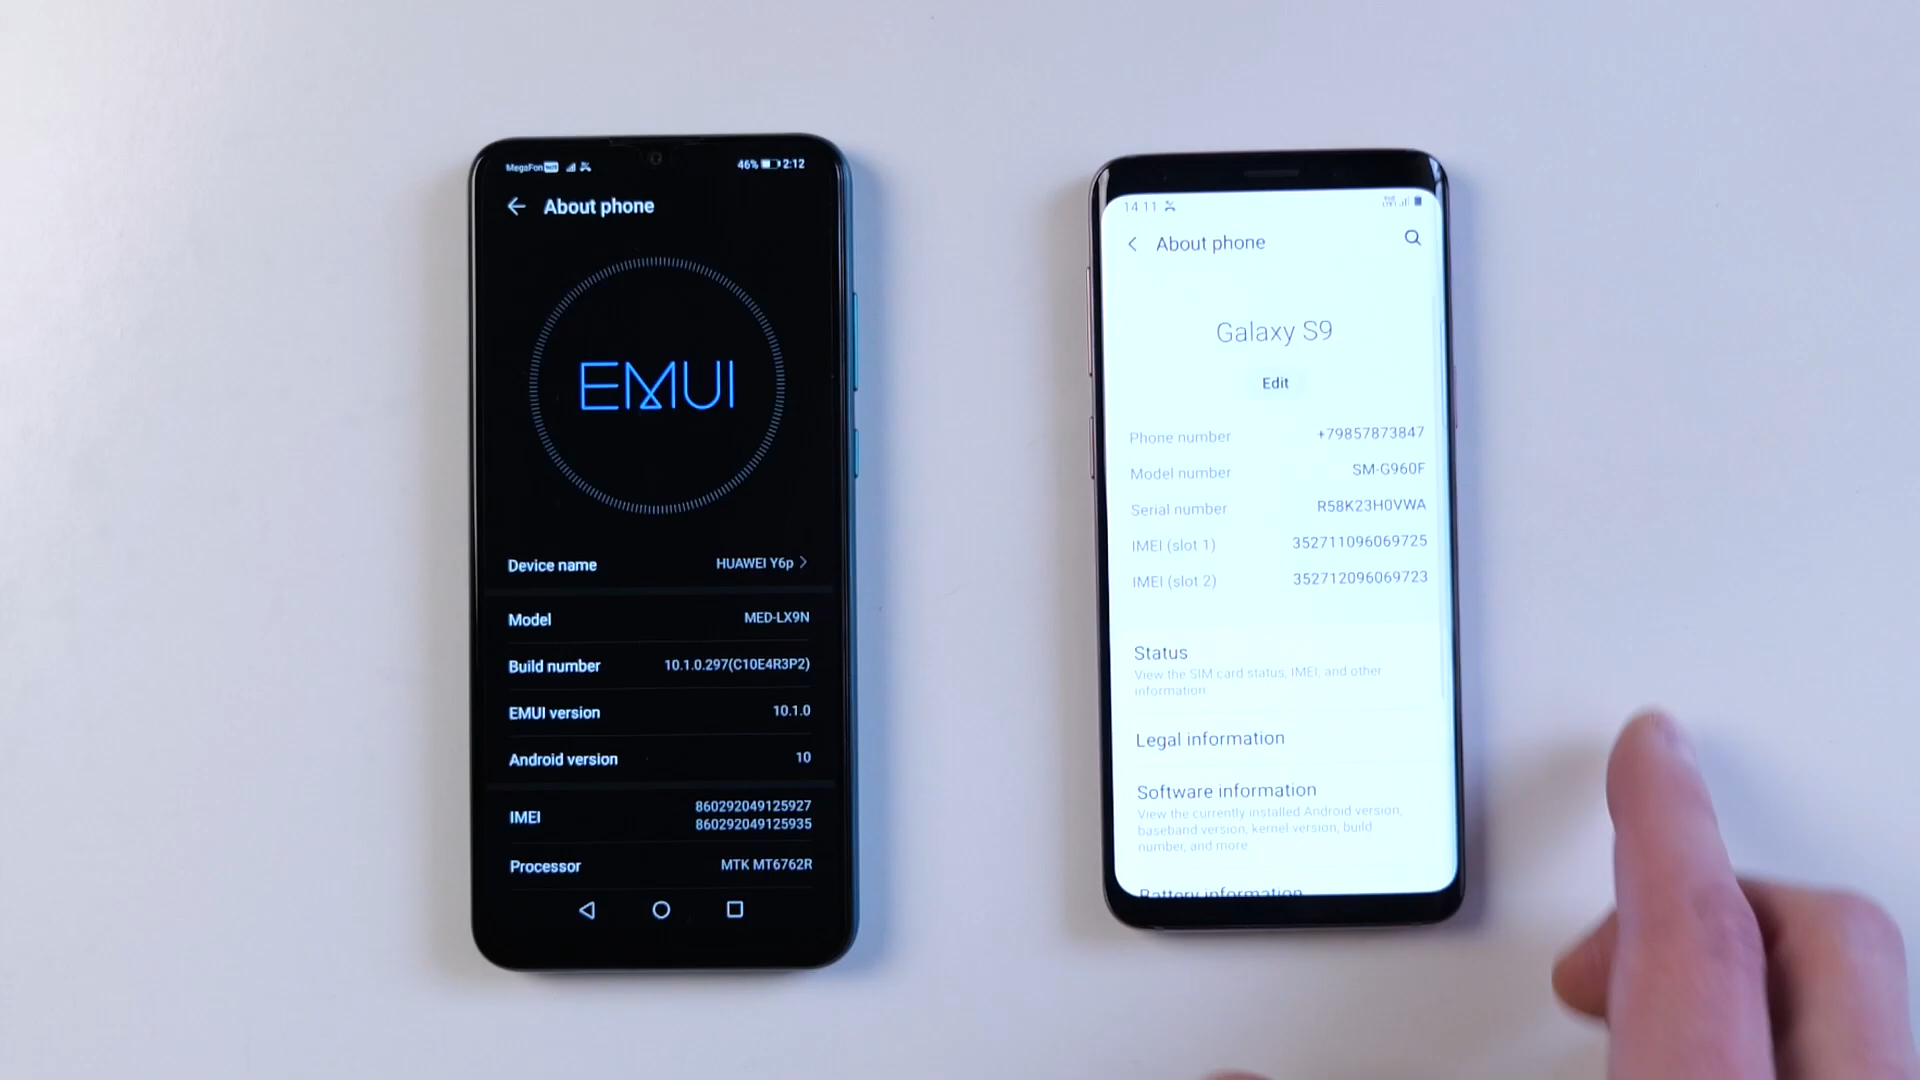 MegaFon
46% 2:12
About phone
EMUI
Device name HUAWEI Y6p
Model MED-LX9N
Build number 10.1.0.297(C10E4R3P2)
EMUI version 10.1.0
Android version 10
IMEI 860292049125927
860292049125935
Processor MTK MT6762R
14 11
About phone
Galaxy S9
Edit
Phone number +79857873847
Model number SM-G960F
Serial number R58K23H0VWA
IMEI (slot 1) 352711096069725
IMEI (slot 2) 352712096069723
Status
View the SIM card status, IMEI, and other
information.
Legal information
Software information
View the currently installed Android version,
baseband version, kernel version, build
number, and more.
Battery information